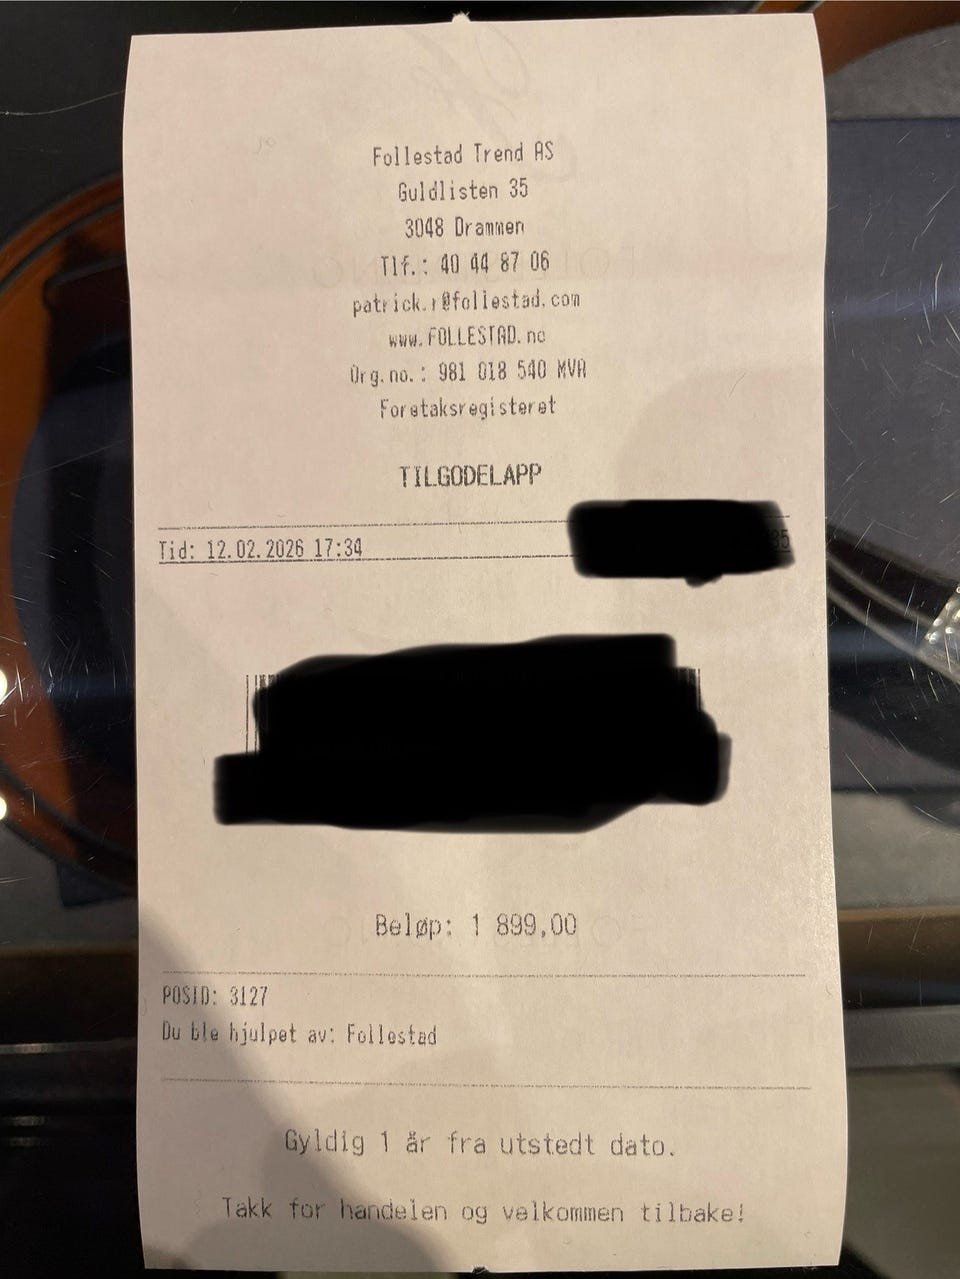 Follestad Trend AS
Guldlisten 35
3048 Drammen
Tlf.: 40 44 87 06
patrick.r@follestad.com
www.FOLLESTAD.no
Org.no.: 981 018 540 MVA
Foretaksregisteret
TILGODELAPP
Tid: 12.02.2026 17:34
Beløp: 1 899,00
POSID: 3127
Du ble hjulpet av: Follestad
Gyldig 1 år fra utstedt dato.
Takk for handelen og velkommen tilbake!